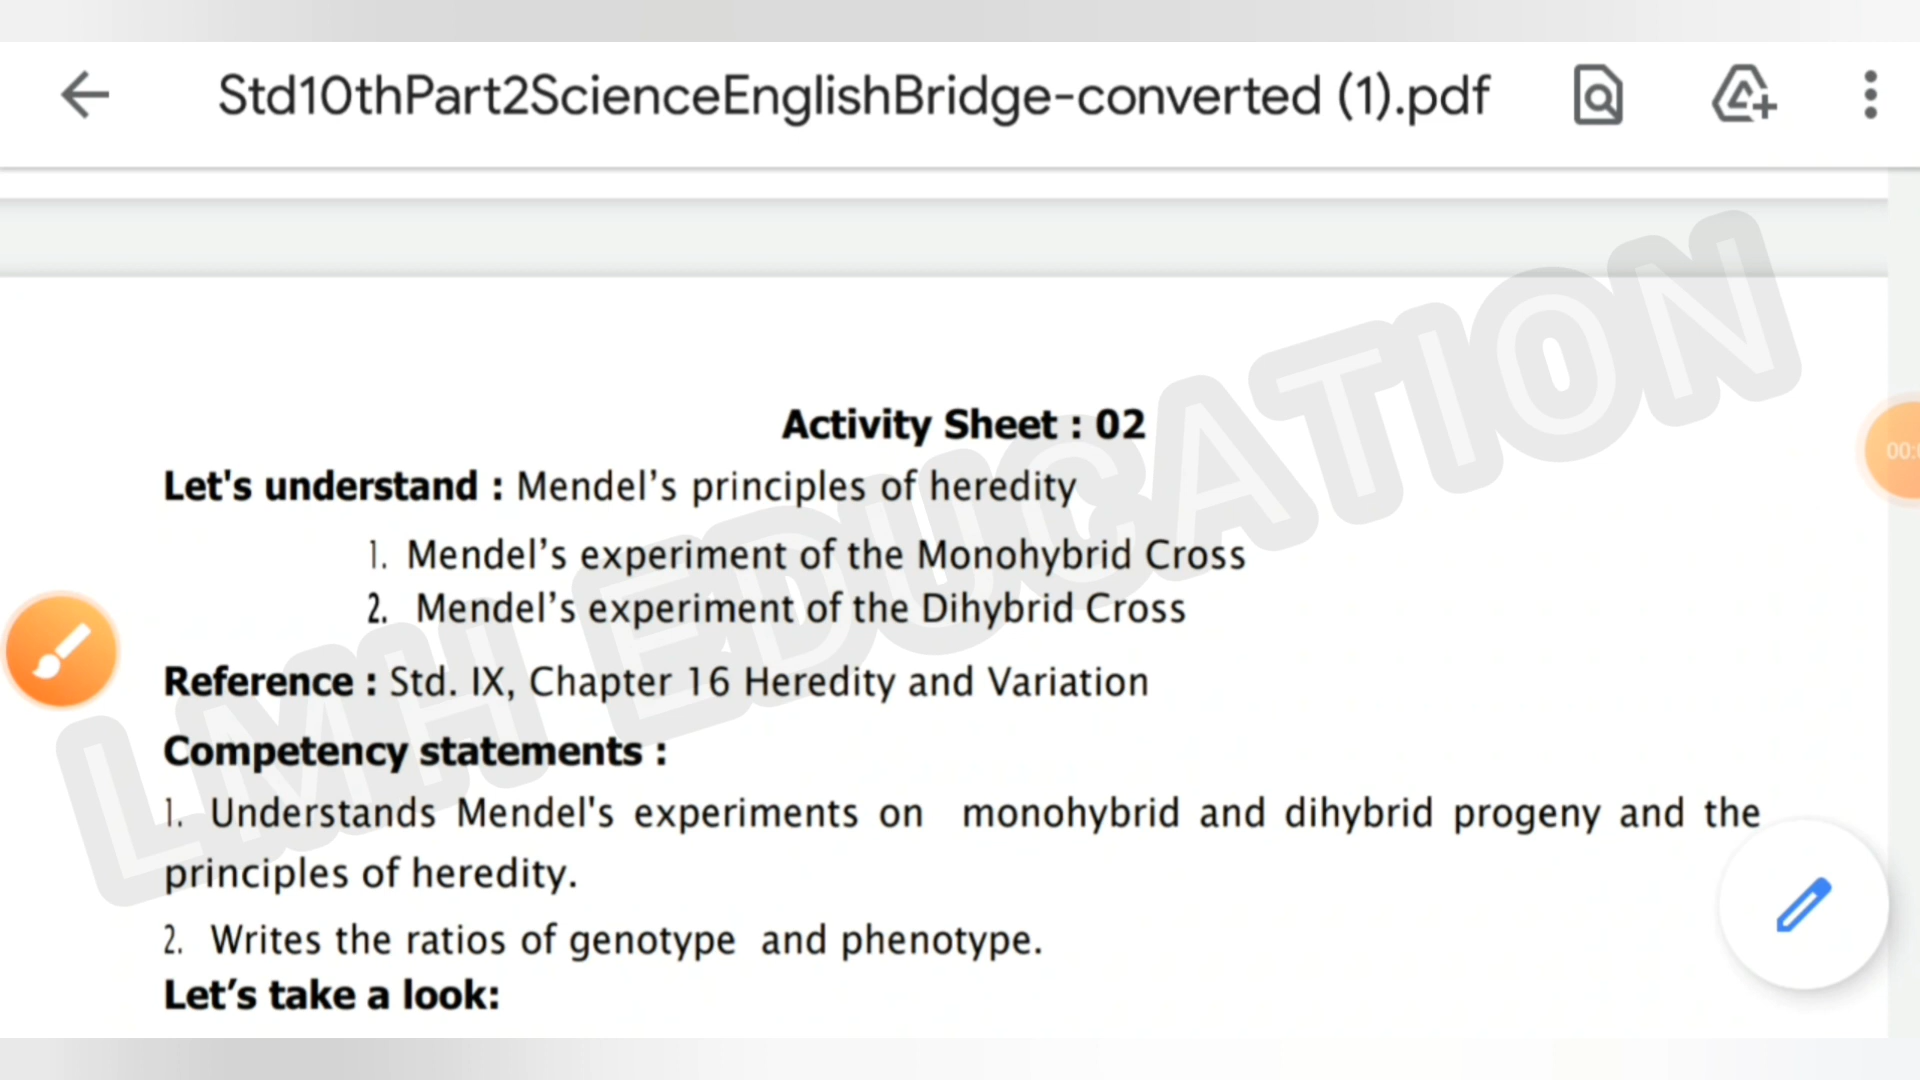 Std10thPart2ScienceEnglishBridge-converted (1).pdf
Activity Sheet : 02
Let's understand : Mendel’s principles of heredity
1. Mendel’s experiment of the Monohybrid Cross
2. Mendel’s experiment of the Dihybrid Cross
Reference : Std. IX, Chapter 16 Heredity and Variation
Competency statements :
1. Understands Mendel's experiments on monohybrid and dihybrid progeny and the
principles of heredity.
2. Writes the ratios of genotype and phenotype.
Let’s take a look:
LMH EDUCATION